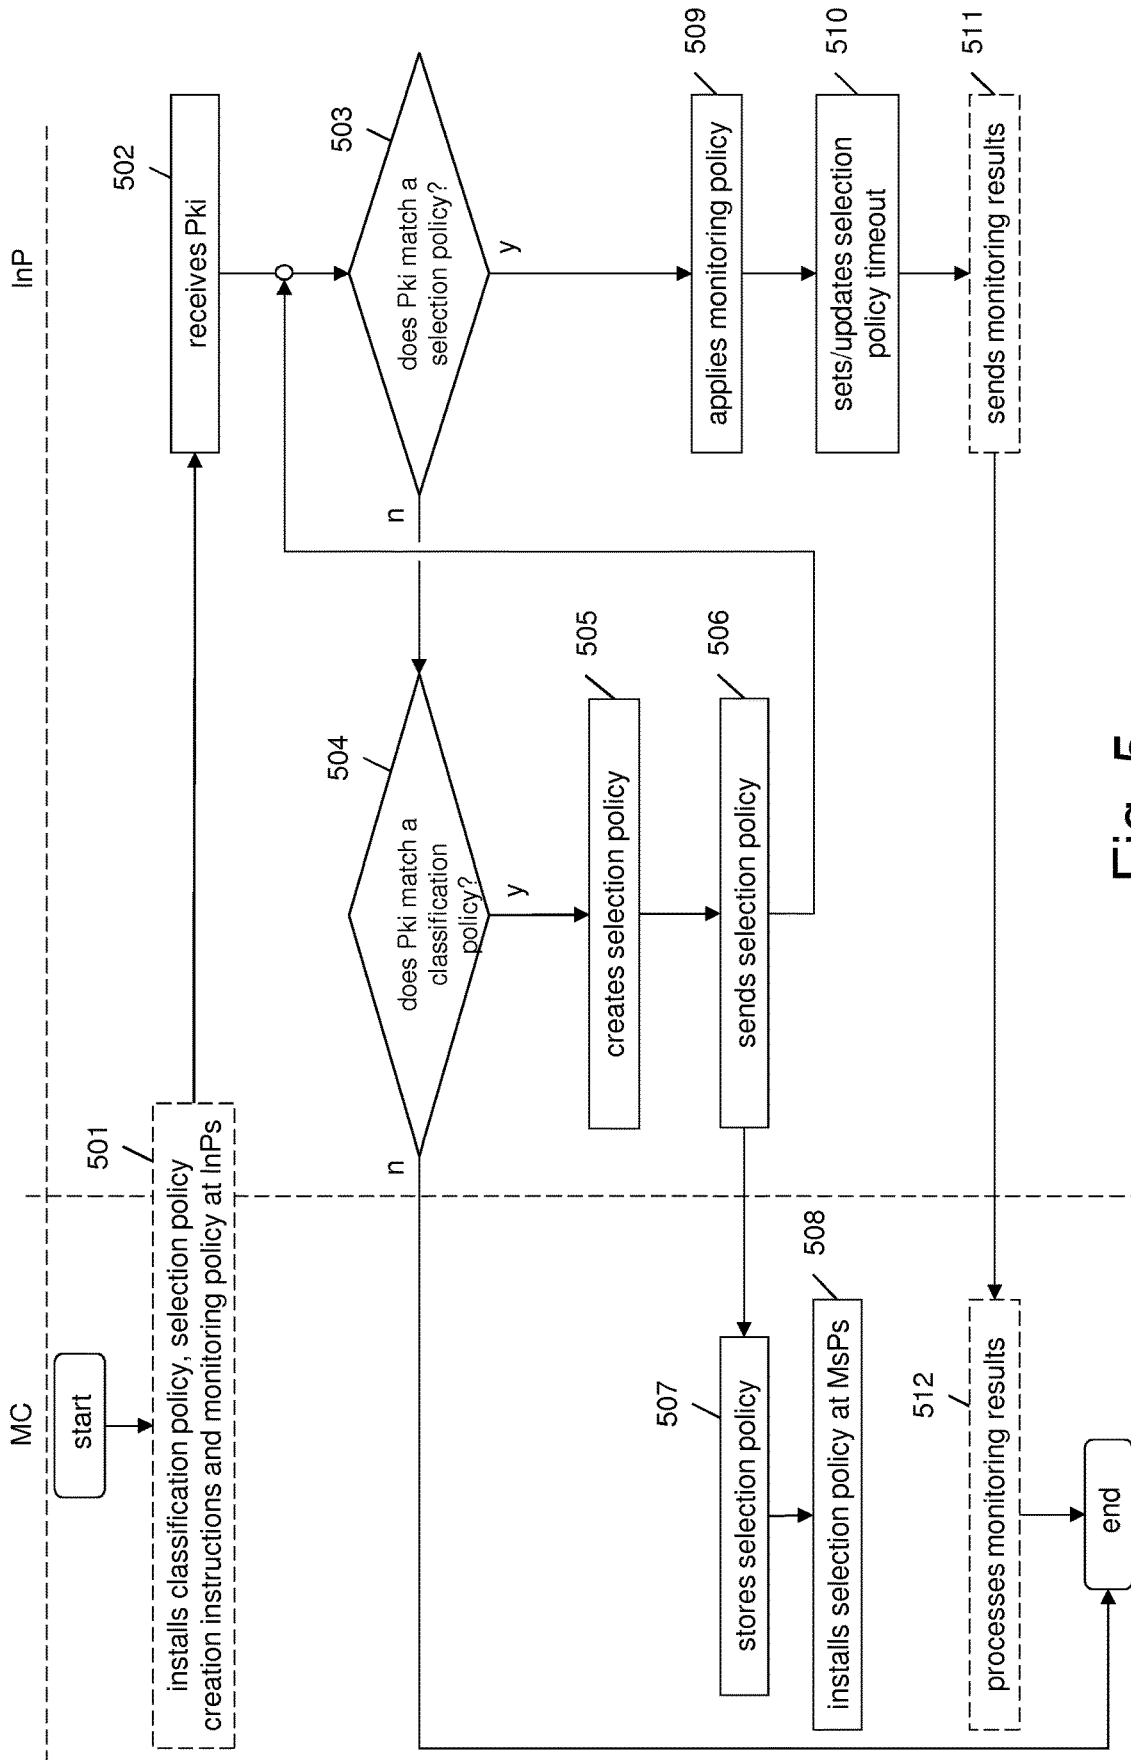 MC
InP
start
501
installs classification policy, selection policy
creation instructions and monitoring policy at InPs
502
receives Pki
503
does Pki match a
selection policy?
n
y
504
does Pki match a
classification
policy?
n
y
505
creates selection policy
506
sends selection policy
507
stores selection policy
508
installs selection policy at MsPs
509
applies monitoring policy
510
sets/updates selection
policy timeout
511
sends monitoring results
512
processes monitoring results
end